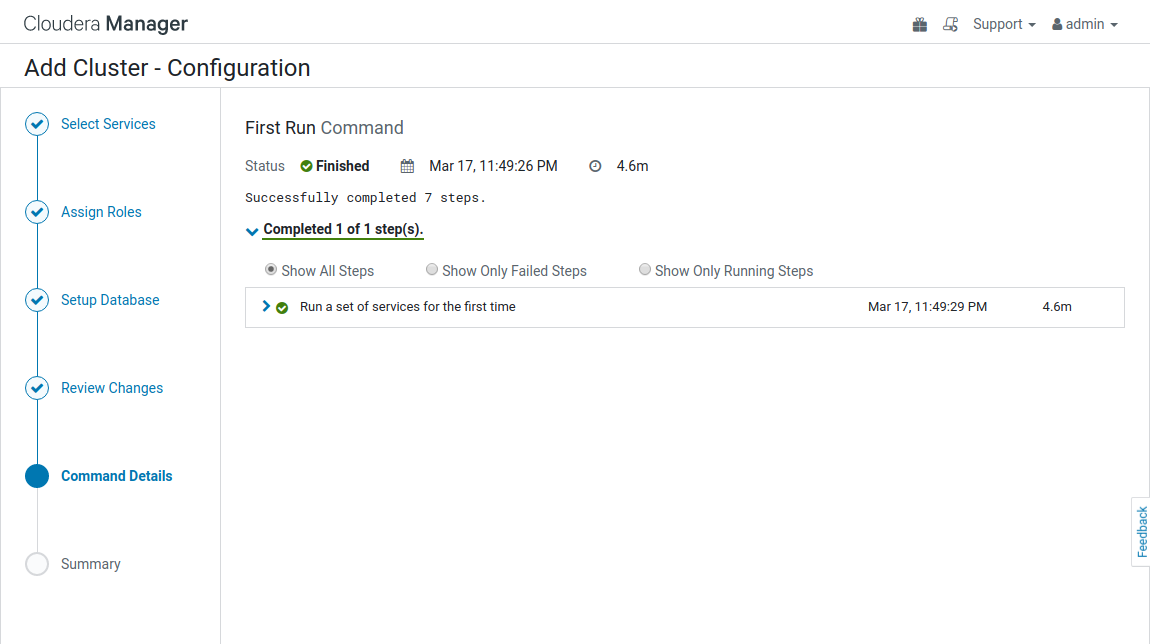 Cloudera Manager
Support
admin
Add Cluster - Configuration
Select Services
Assign Roles
Setup Database
Review Changes
Command Details
Summary
First Run Command
Status Finished Mar 17, 11:49:26 PM 4.6m
Successfully completed 7 steps.
Completed 1 of 1 step(s).
Show All Steps Show Only Failed Steps Show Only Running Steps
Run a set of services for the first time Mar 17, 11:49:29 PM 4.6m
Feedback